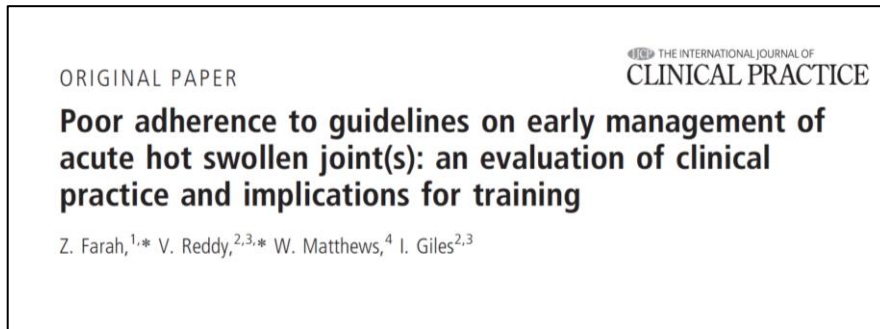 IJCP THE INTERNATIONAL JOURNAL OF
CLINICAL PRACTICE
ORIGINAL PAPER
Poor adherence to guidelines on early management of
acute hot swollen joint(s): an evaluation of clinical
practice and implications for training
Z. Farah,1,* V. Reddy,2,3,* W. Matthews,4 I. Giles2,3